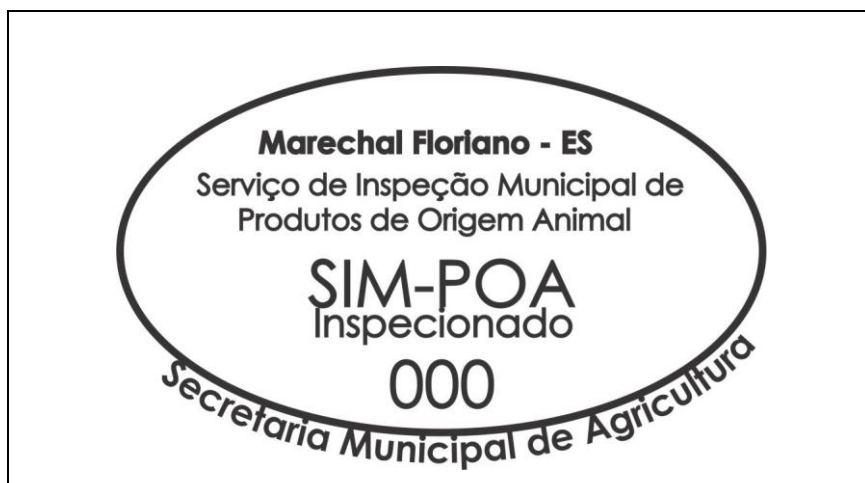 Marechal Floriano - ES
Serviço de Inspeção Municipal de
Produtos de Origem Animal
SIM-POA
Inspecionado
000
Secretaria Municipal de Agricultura